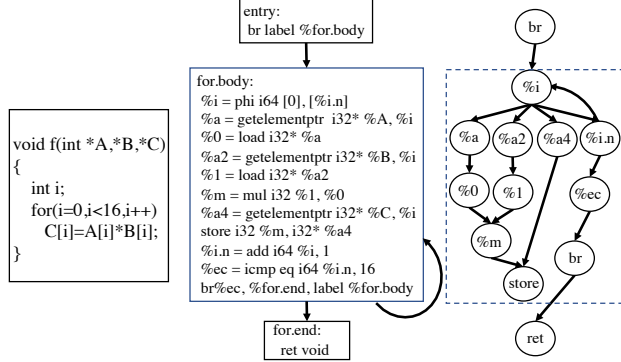 void f(int *A,*B,*C)
{
int i;
for(i=0,i<16,i++)
C[i]=A[i]*B[i];
}
entry:
br label %for.body
for.body:
%i = phi i64 [0], [%i.n]
%a = getelementptr i32* %A, %i
%0 = load i32* %a
%a2 = getelementptr i32* %B, %i
%1 = load i32* %a2
%m = mul i32 %1, %0
%a4 = getelementptr i32* %C, %i
store i32 %m, i32* %a4
%i.n = add i64 %i, 1
%ec = icmp eq i64 %i.n, 16
br%ec, %for.end, label %for.body
for.end:
ret void
br
%i
%a
%a2
%a4
%i.n
%0
%1
%ec
%m
br
store
ret